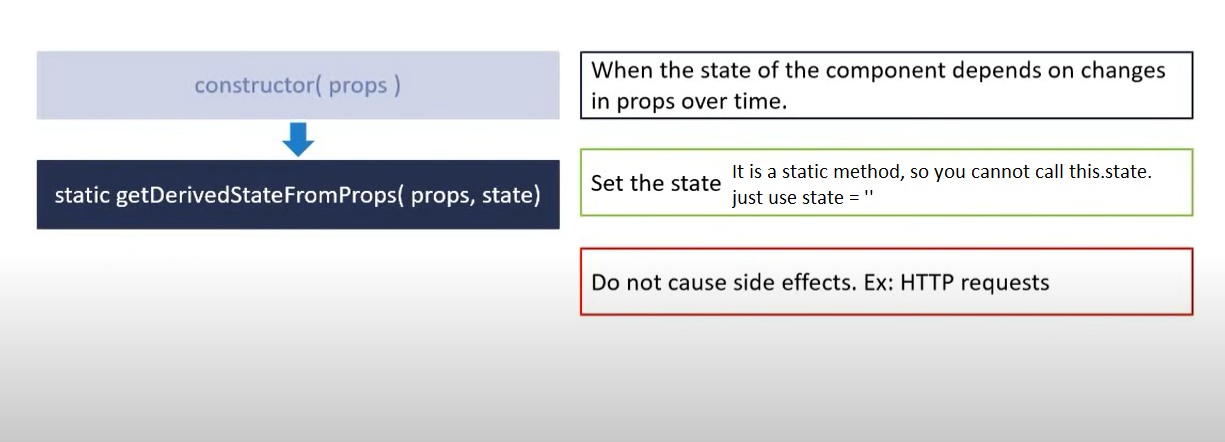 constructor( props )
When the state of the component depends on changes
in props over time.
static getDerivedStateFromProps( props, state)
Set the state
It is a static method, so you cannot call this.state.
just use state = ''
Do not cause side effects. Ex: HTTP requests